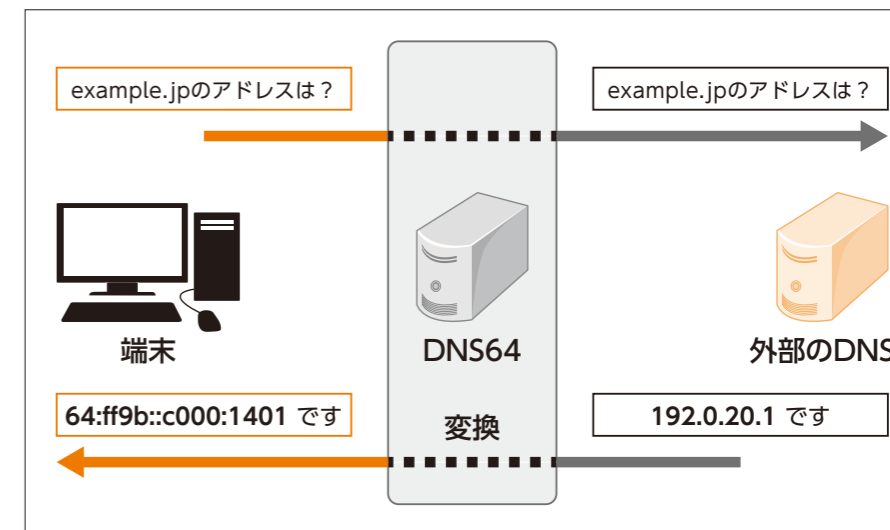 example.jpのアドレスは？
example.jpのアドレスは？
端末
DNS64
外部のDNS
64:ff9b::c000:1401 です
変換
192.0.20.1 です